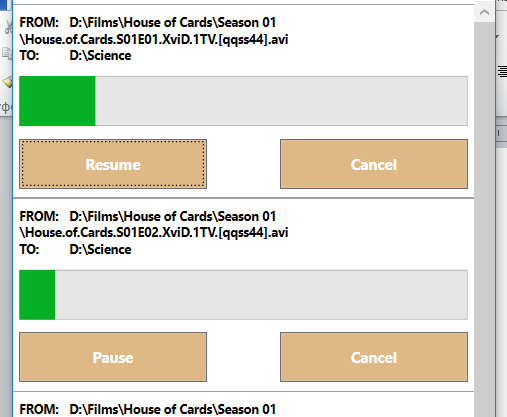 FROM: D:\Films\House of Cards\Season 01
\House.of.Cards.S01E01.XviD.1TV.[qqss44].avi
TO: D:\Science
Resume Cancel
FROM: D:\Films\House of Cards\Season 01
\House.of.Cards.S01E02.XviD.1TV.[qqss44].avi
TO: D:\Science
Pause Cancel
FROM: D:\Films\House of Cards\Season 01